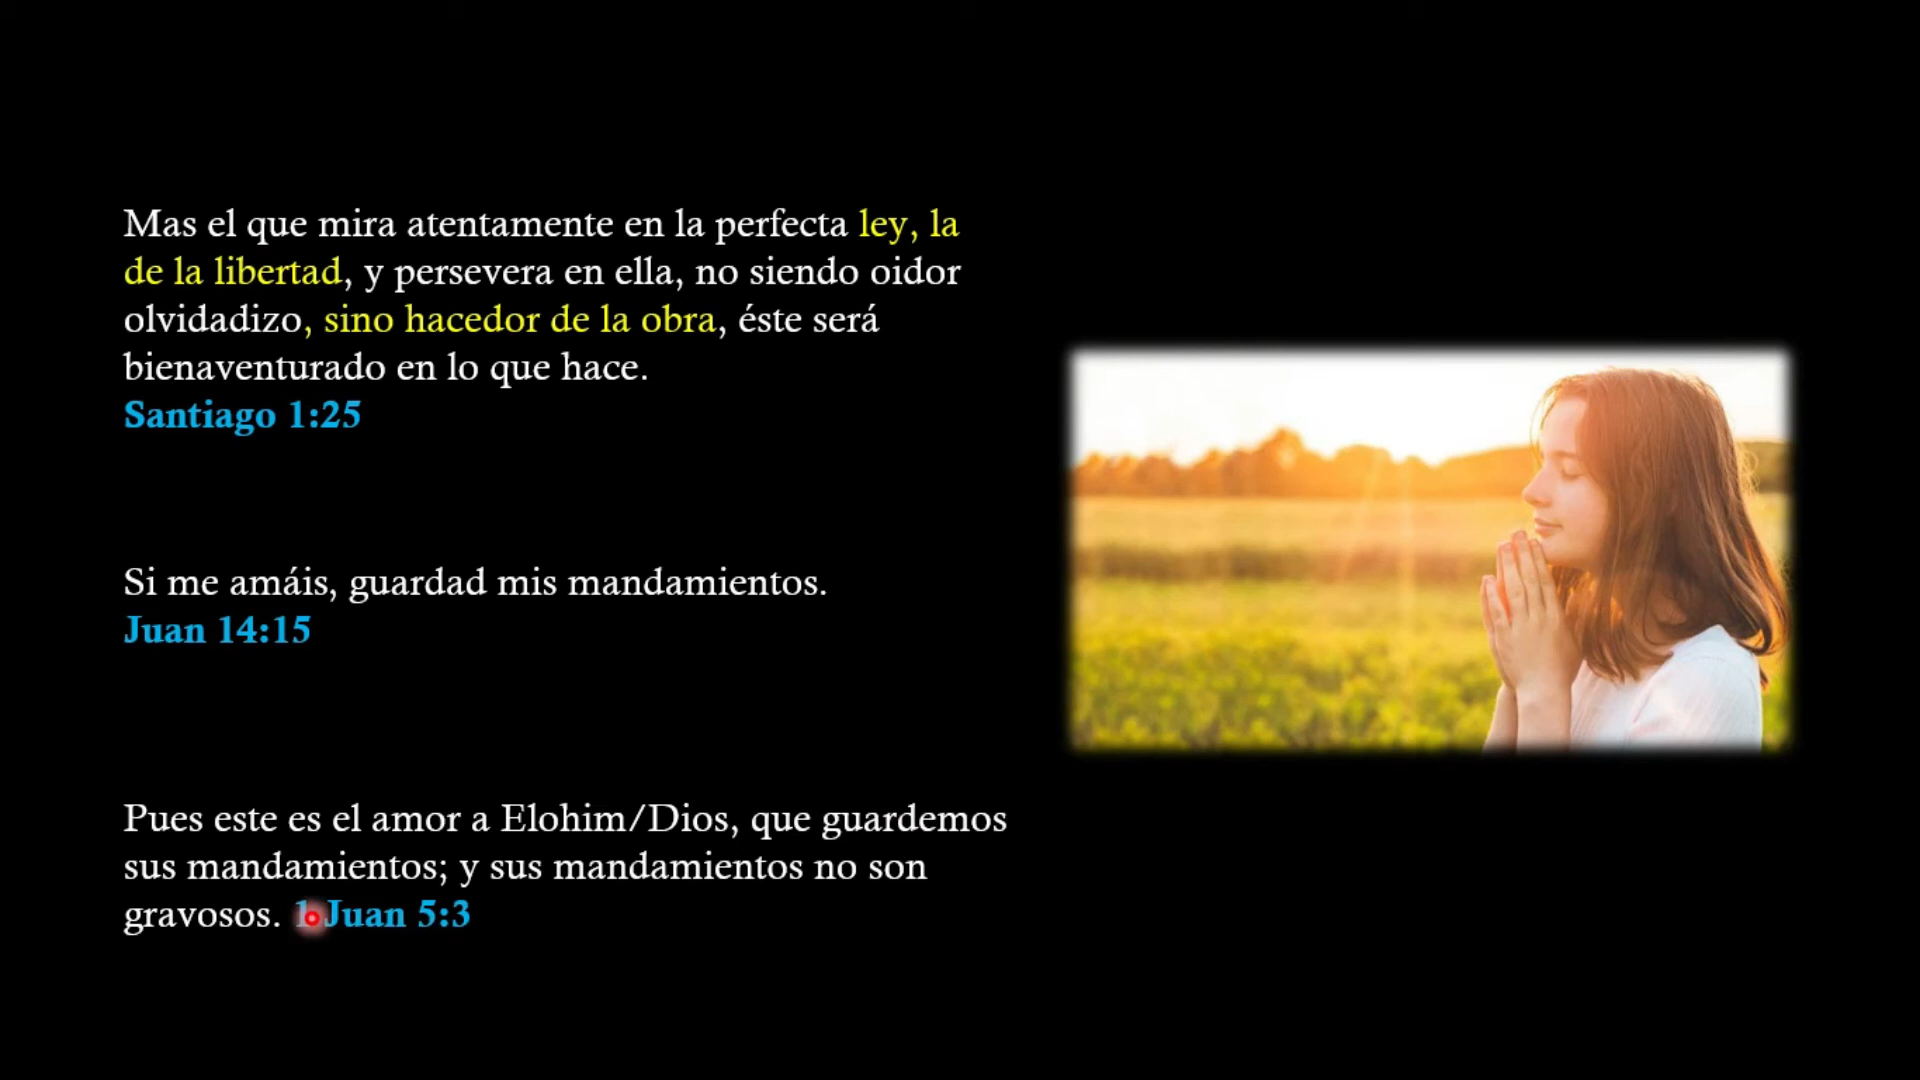 Mas el que mira atentamente en la perfecta ley, la
de la libertad, y persevera en ella, no siendo oidor
olvidadizo, sino hacedor de la obra, éste será
bienaventurado en lo que hace.
Santiago 1:25
Si me amáis, guardad mis mandamientos.
Juan 14:15
Pues este es el amor a Elohim/Dios, que guardemos
sus mandamientos; y sus mandamientos no son
gravosos. 1 Juan 5:3